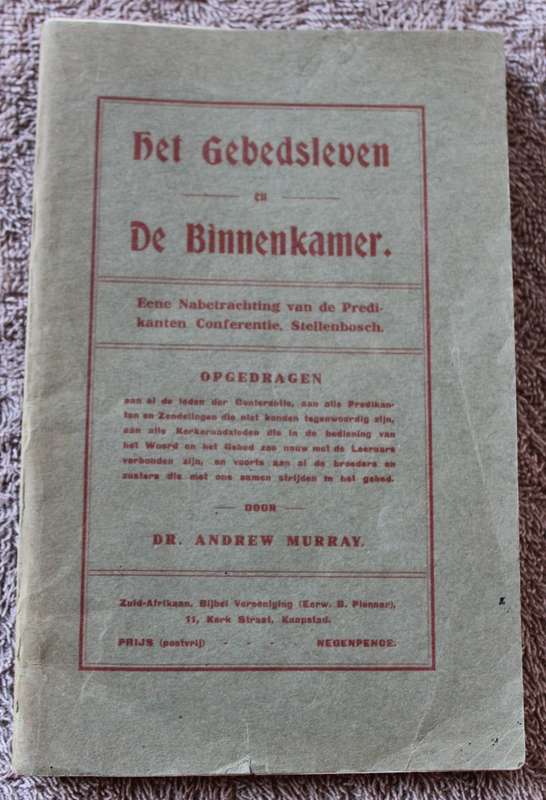 Het Gebedsleven
en
De Binnenkamer.
Eene Nabetrachting van de Predi-
kanten Conferentie, Stellenbosch.
OPGEDRAGEN
aan al de leden der Conferentie, aan alle Predikan-
ten en Zendelingen die niet konden tegenwoordig zijn,
aan alle Kerkeraadsleden die in de bediening van
het Woord en het Gebed zoo nauw met de Leeraars
verbonden zijn, en voorts aan al de broeders en
zusters die met ons samen strijden in het gebed.
— DOOR —
DR. ANDREW MURRAY.
Zuid-Afrikaan. Bijbel Vereeniging (Eerw. B. Pienaar),
11, Kerk Straat, Kaapstad.
PRIJS (postvrij) - - - - NEGENPENCE.